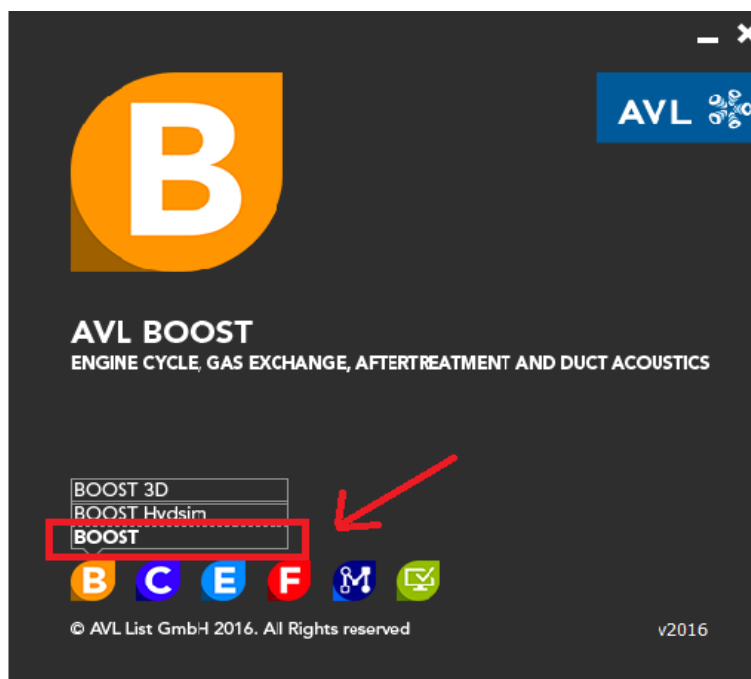 AVL
B
AVL BOOST
ENGINE CYCLE, GAS EXCHANGE, AFTERTREATMENT AND DUCT ACOUSTICS
BOOST 3D
BOOST Hydsim
BOOST
B C E F M
© AVL List GmbH 2016. All Rights reserved
v2016